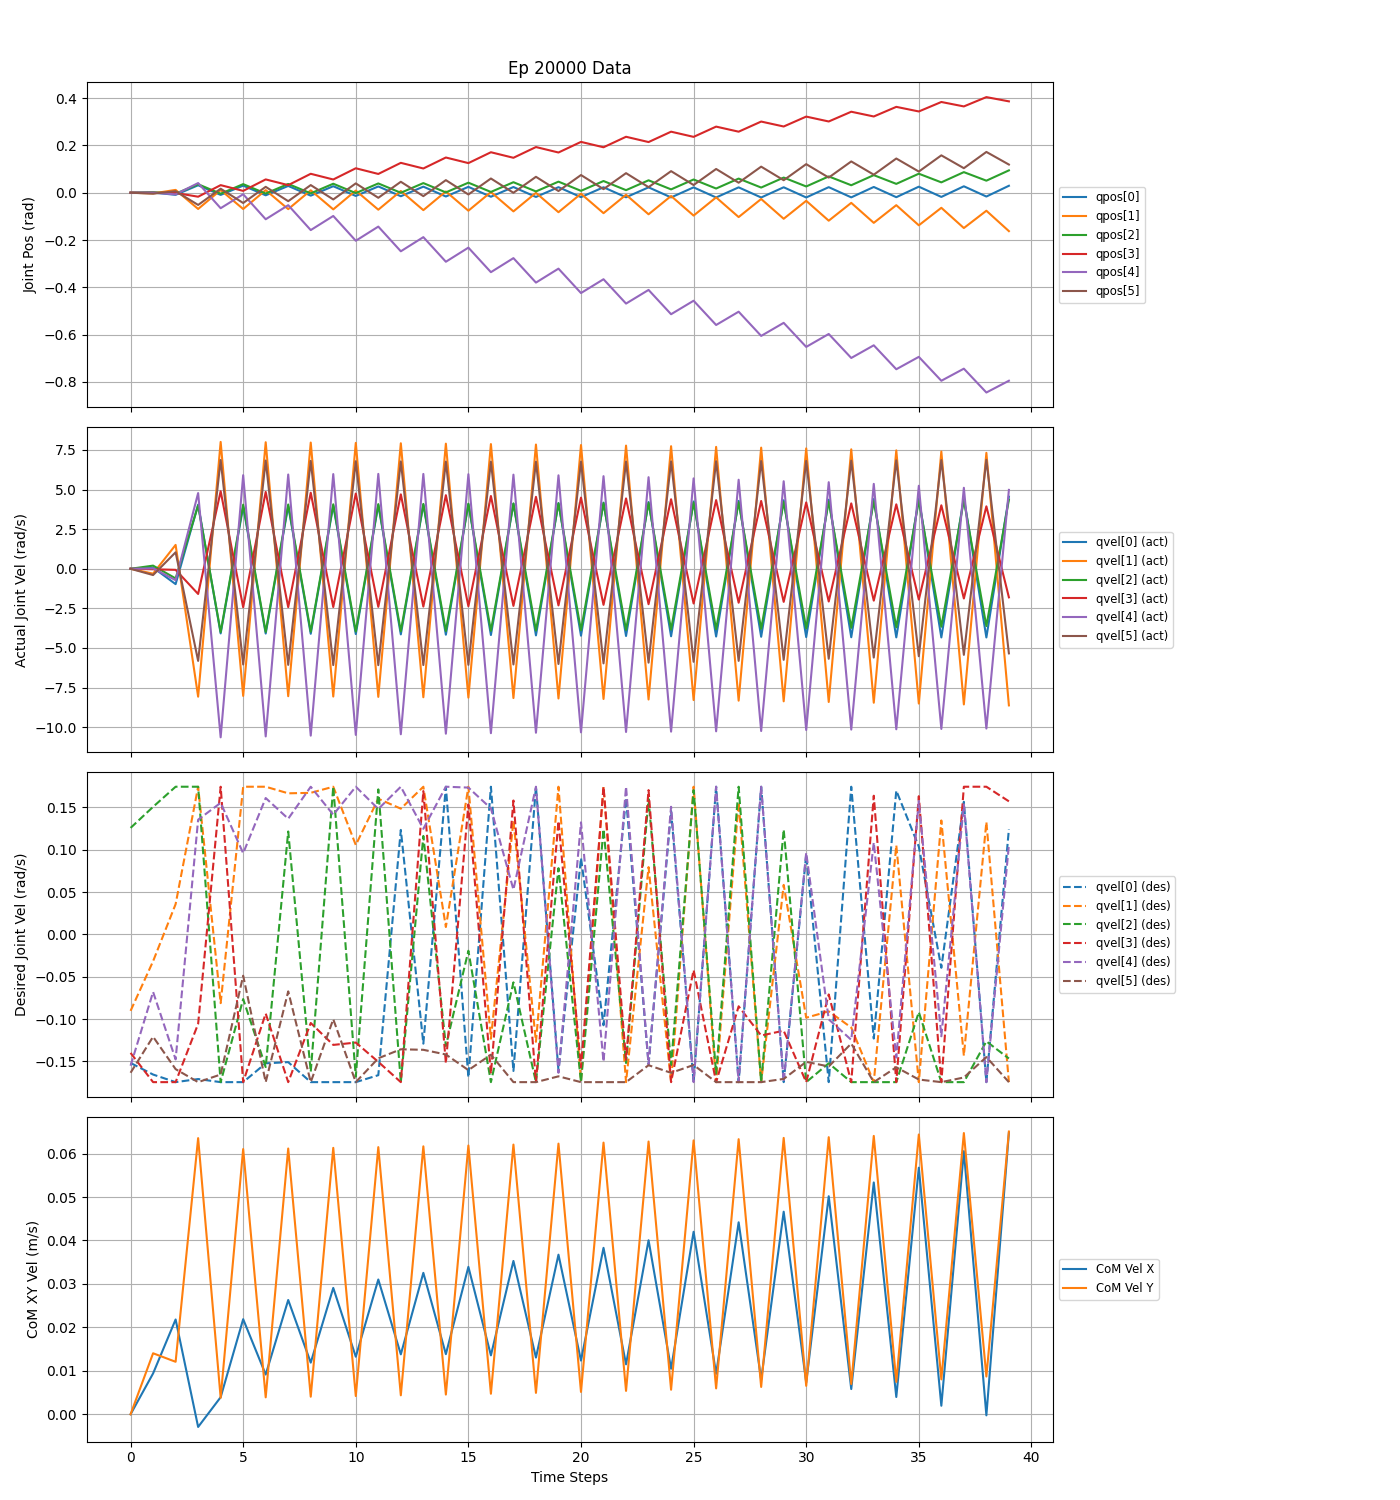 Ep 20000 Data
Joint Pos (rad)
0.4
0.2
0.0
−0.2
−0.4
−0.6
−0.8
qpos[0]
qpos[1]
qpos[2]
qpos[3]
qpos[4]
qpos[5]
Actual Joint Vel (rad/s)
7.5
5.0
2.5
0.0
−2.5
−5.0
−7.5
−10.0
qvel[0] (act)
qvel[1] (act)
qvel[2] (act)
qvel[3] (act)
qvel[4] (act)
qvel[5] (act)
Desired Joint Vel (rad/s)
0.15
0.10
0.05
0.00
−0.05
−0.10
−0.15
qvel[0] (des)
qvel[1] (des)
qvel[2] (des)
qvel[3] (des)
qvel[4] (des)
qvel[5] (des)
CoM XY Vel (m/s)
0.06
0.05
0.04
0.03
0.02
0.01
0.00
CoM Vel X
CoM Vel Y
0 5 10 15 20 25 30 35 40
Time Steps